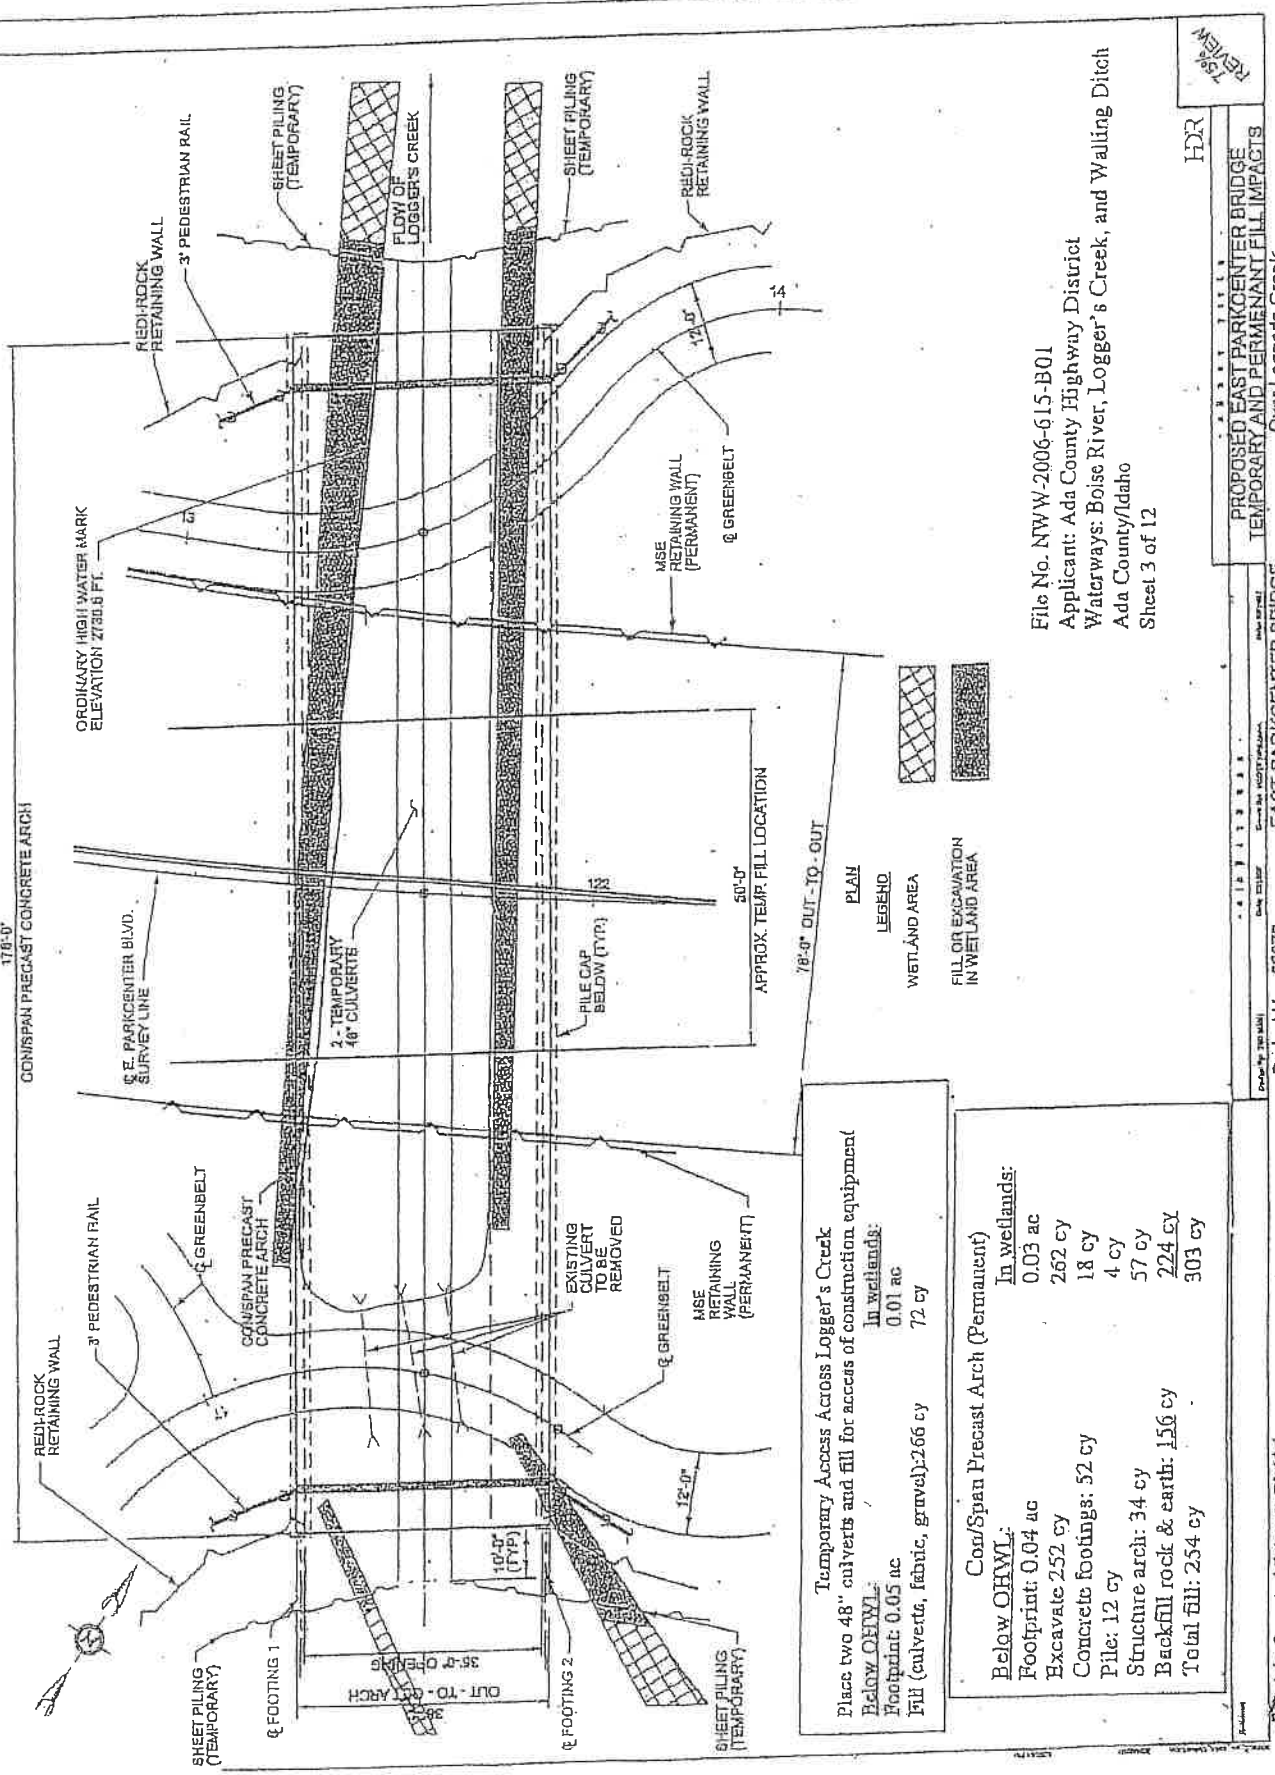 178'-0"
CON/SPAN PRECAST CONCRETE ARCH
REDI-ROCK
RETAINING WALL
3' PEDESTRIAN RAIL
℄ GREENBELT
CON/SPAN PRECAST
CONCRETE ARCH
℄ E. PARKCENTER BLVD.
SURVEY LINE
ORDINARY HIGH WATER MARK
ELEVATION 2730.6 FT.
REDI-ROCK
RETAINING WALL
3' PEDESTRIAN RAIL
SHEET PILING
(TEMPORARY)
FLOW OF
LOGGER'S CREEK
SHEET PILING
(TEMPORARY)
REDI-ROCK
RETAINING WALL
12'-0"
14
℄ GREENBELT
MSE
RETAINING WALL
(PERMANENT)
2 - TEMPORARY
48" CULVERTS
PILE CAP
BELOW (TYP.)
50'-0"
APPROX. TEMP. FILL LOCATION
78'-0" OUT - TO - OUT
EXISTING
CULVERT
TO BE
REMOVED
MSE
RETAINING
WALL
(PERMANENT)
℄ GREENBELT
12'-0"
10'-0"
(TYP.)
SHEET PILING
(TEMPORARY)
℄ FOOTING 1
35'-0" OPENING
OUT - TO - OUT ARCH
℄ FOOTING 2
SHEET PILING
(TEMPORARY)
PLAN
LEGEND
WETLAND AREA
FILL OR EXCAVATION
IN WETLAND AREA
Temporary Access Across Logger's Creek
Place two 48" culverts and fill for access of construction equipment
Below OHWL: In wetlands:
Footprint: 0.05 ac 0.01 ac
Fill (culverts, fabric, gravel):266 cy 72 cy
Con/Span Precast Arch (Permanent)
Below OHWL: In wetlands:
Footprint: 0.04 ac 0.03 ac
Excavate 252 cy 262 cy
Concrete footings: 52 cy 18 cy
Pile: 12 cy 4 cy
Structure arch: 34 cy 57 cy
Backfill rock & earth: 156 cy 224 cy
Total fill: 254 cy 303 cy
File No. NWW-2006-615-B01
Applicant: Ada County Highway District
Waterways: Boise River, Logger's Creek, and Walling Ditch
Ada County/Idaho
Sheet 3 of 12
HDR
75%
REVIEW
PROPOSED EAST PARKCENTER BRIDGE
TEMPORARY AND PERMENANT FILL IMPACTS